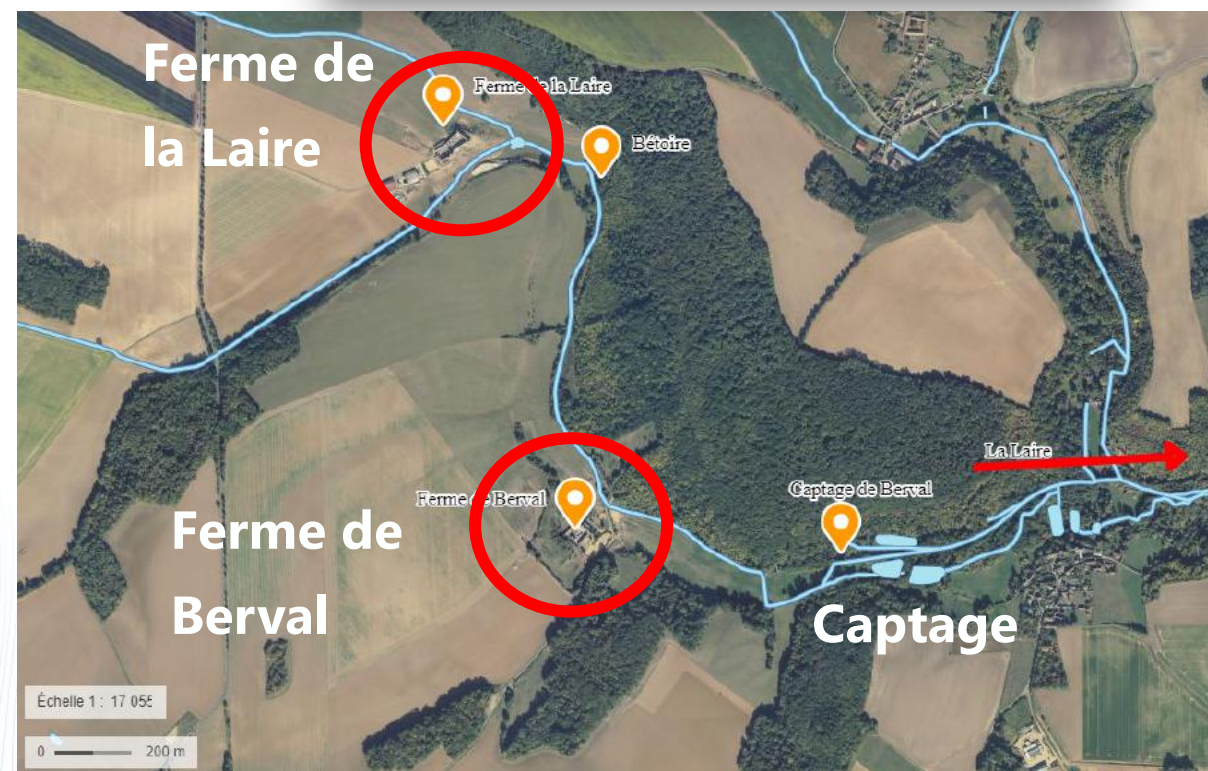 Ferme de
la Laire
Ferme de la Laire
Bétoire
La Laire
Captage de Berval
Ferme de Berval
Ferme de
Berval
Captage
Échelle 1 : 17 055
0 200 m